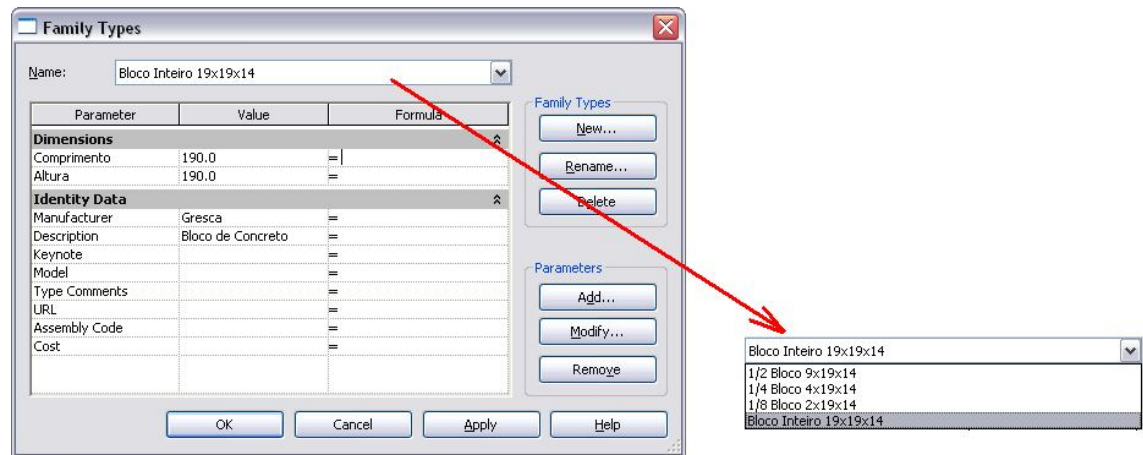 Family Types
Name: Bloco Inteiro 19x19x14
Parameter Value Formula
Dimensions
Comprimento 190.0 =
Altura 190.0 =
Identity Data
Manufacturer Gresca =
Description Bloco de Concreto =
Keynote =
Model =
Type Comments =
URL =
Assembly Code =
Cost =
Family Types
New...
Rename...
Delete
Parameters
Add...
Modify...
Remove
OK Cancel Apply Help
Bloco Inteiro 19x19x14
1/2 Bloco 9x19x14
1/4 Bloco 4x19x14
1/8 Bloco 2x19x14
Bloco Inteiro 19x19x14